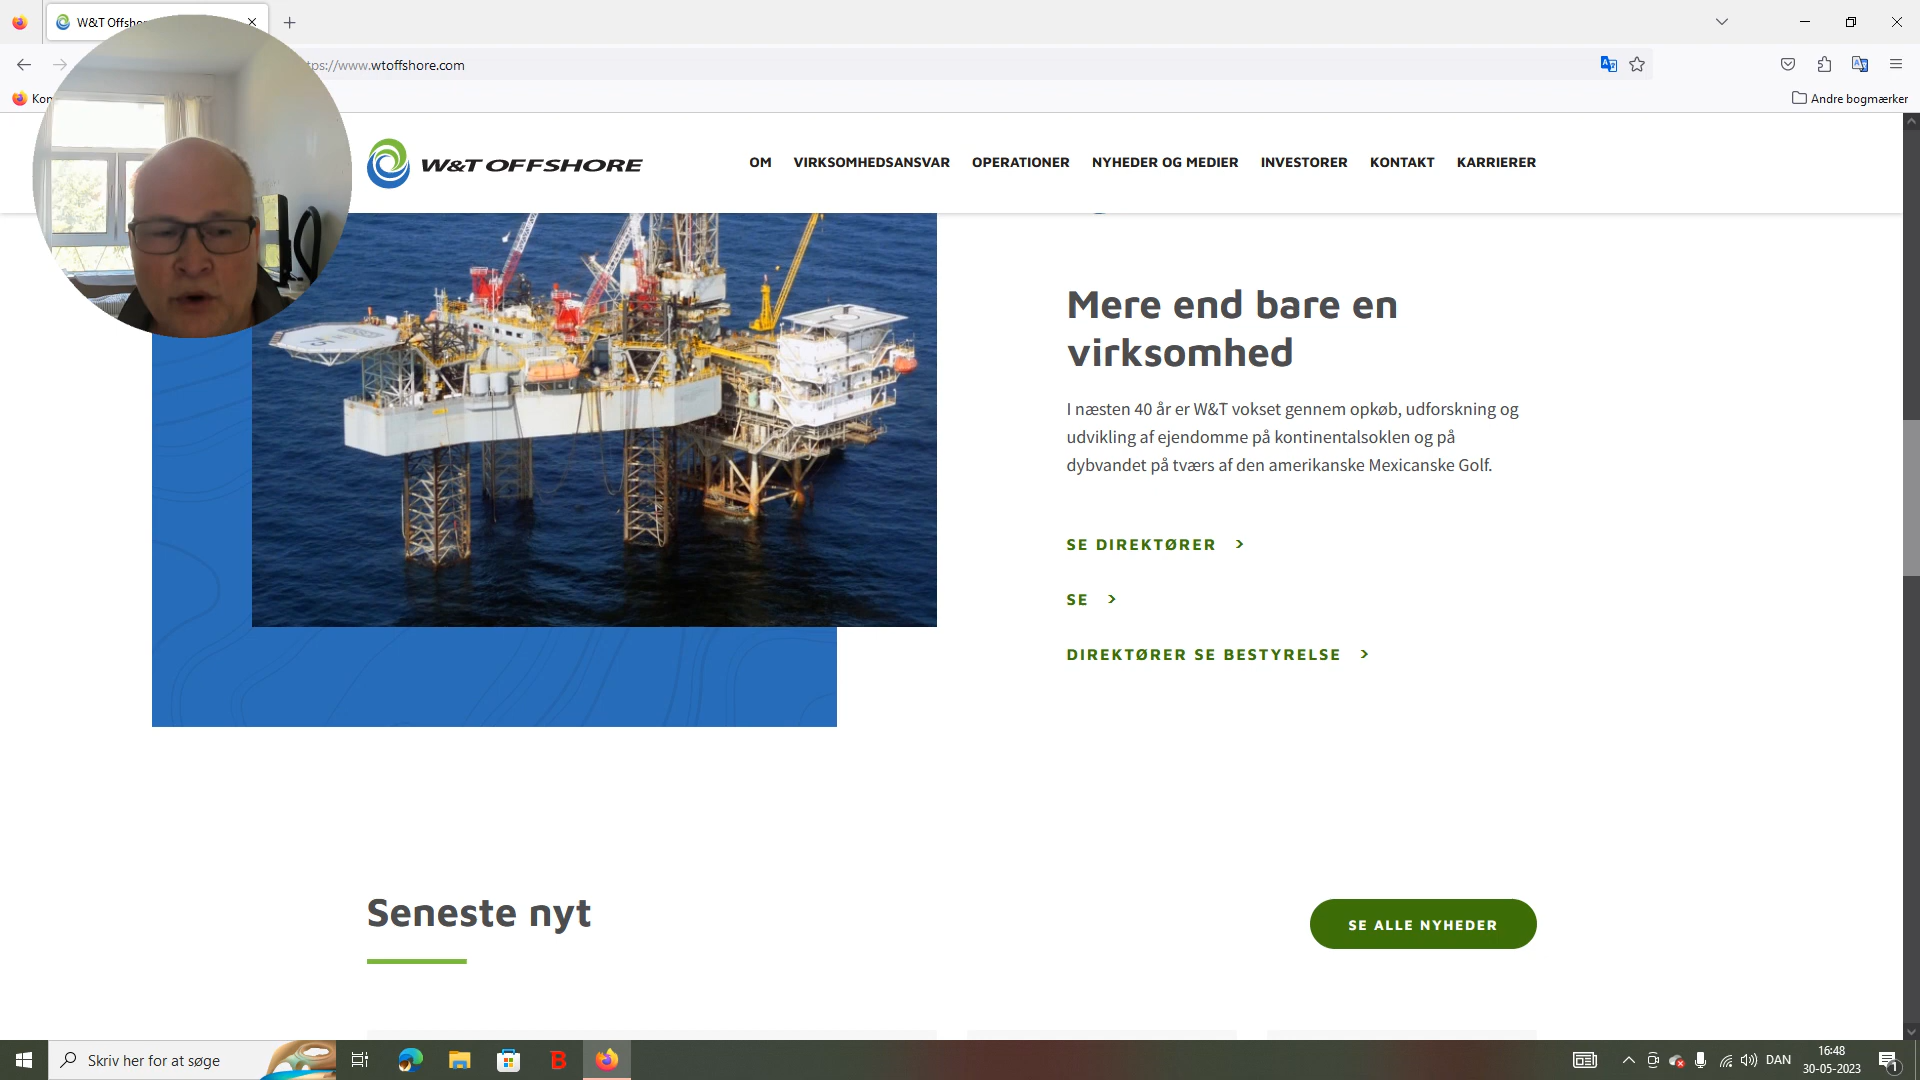 W&T Offsho
tps://www.wtoffshore.com
Kon
Andre bogmærker
W&T OFFSHORE
OM VIRKSOMHEDSANSVAR OPERATIONER NYHEDER OG MEDIER INVESTORER KONTAKT KARRIERER
Mere end bare en
virksomhed
I næsten 40 år er W&T vokset gennem opkøb, udforskning og
udvikling af ejendomme på kontinentalsoklen og på
dybvandet på tværs af den amerikanske Mexicanske Golf.
SE DIREKTØRER >
SE >
DIREKTØRER SE BESTYRELSE >
Seneste nyt
SE ALLE NYHEDER
Skriv her for at søge
B
DAN
16:48
30-05-2023
1